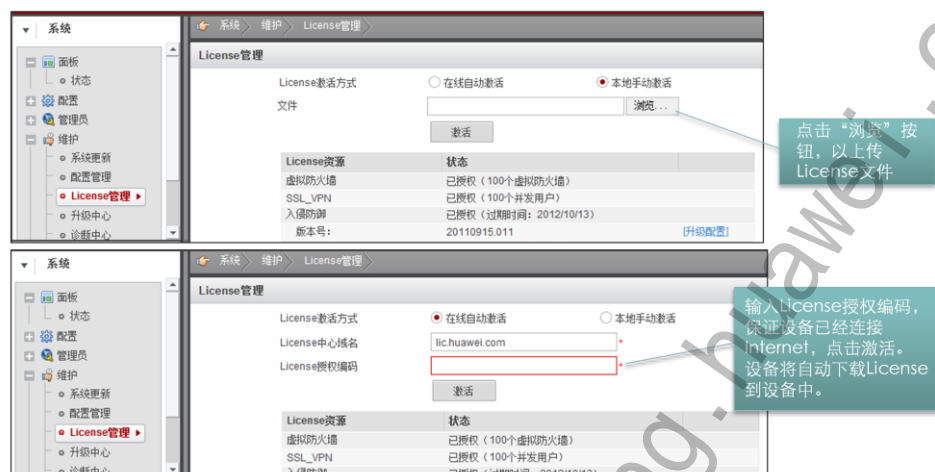 系统
系统 > 维护 > License管理
面板
状态
配置
管理员
维护
系统更新
配置管理
License管理
升级中心
诊断中心
License管理
License激活方式 在线自动激活 本地手动激活
文件 浏览...
激活
License资源 状态
虚拟防火墙 已授权（100个虚拟防火墙）
SSL_VPN 已授权（100个并发用户）
入侵防御 已授权（过期时间：2012/10/13）
版本号： 20110915.011 [升级配置]
点击“浏览”按
钮，以上传
License文件
系统
系统 > 维护 > License管理
面板
状态
配置
管理员
维护
系统更新
配置管理
License管理
升级中心
诊断中心
License管理
License激活方式 在线自动激活 本地手动激活
License中心域名 lic.huawei.com *
License授权编码 *
激活
License资源 状态
虚拟防火墙 已授权（100个虚拟防火墙）
SSL_VPN 已授权（100个并发用户）
入侵防御 已授权（过期时间：2012/10/13）
输入License授权编码，
保证设备已经连接
Internet，点击激活。
设备将自动下载License
到设备中。
ng.huawei.